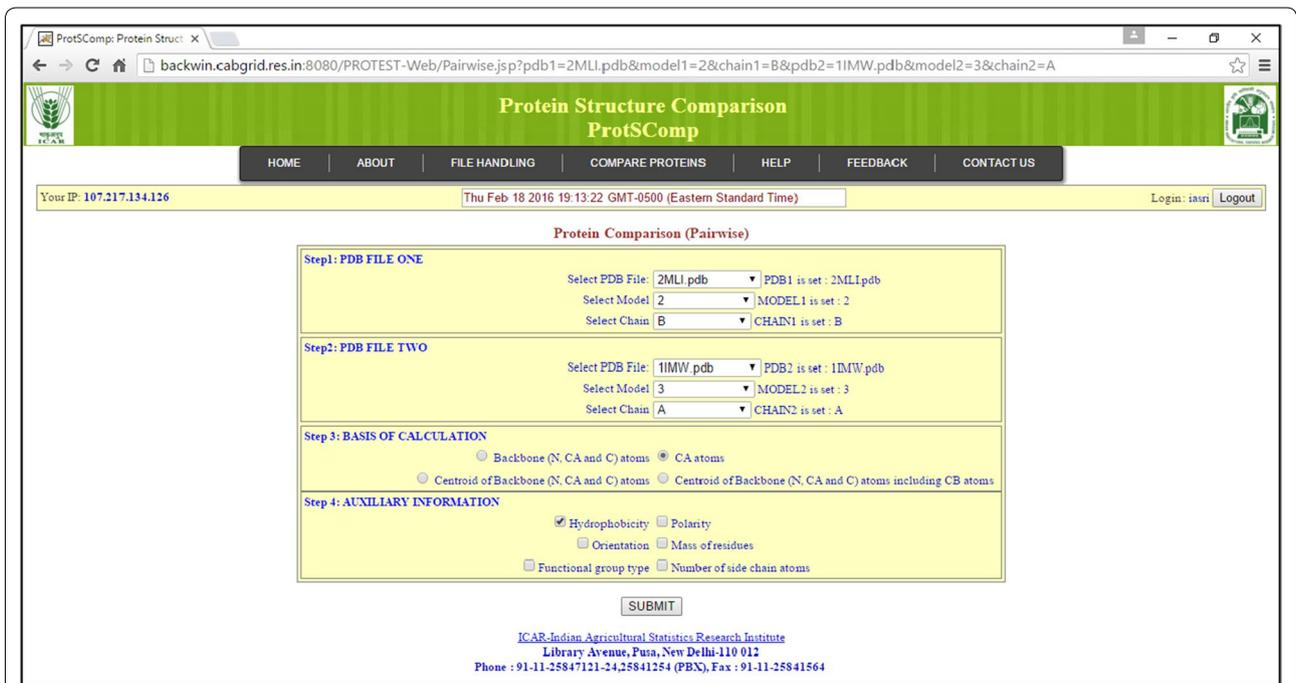 ProtSComp: Protein Struct
backwin.cabgrid.res.in:8080/PROTEST-Web/Pairwise.jsp?pdb1=2MLI.pdb&model1=2&chain1=B&pdb2=1IMW.pdb&model2=3&chain2=A
Protein Structure Comparison
ProtSComp
ICAR
HOME ABOUT FILE HANDLING COMPARE PROTEINS HELP FEEDBACK CONTACT US
Your IP: 107.217.134.126 Thu Feb 18 2016 19:13:22 GMT-0500 (Eastern Standard Time) Login: iasri Logout
Protein Comparison (Pairwise)
Step1: PDB FILE ONE
Select PDB File: 2MLI.pdb PDB1 is set : 2MLI.pdb
Select Model 2 MODEL1 is set : 2
Select Chain B CHAIN1 is set : B
Step2: PDB FILE TWO
Select PDB File: 1IMW.pdb PDB2 is set : 1IMW.pdb
Select Model 3 MODEL2 is set : 3
Select Chain A CHAIN2 is set : A
Step 3: BASIS OF CALCULATION
Backbone (N, CA and C) atoms CA atoms
Centroid of Backbone (N, CA and C) atoms Centroid of Backbone (N, CA and C) atoms including CB atoms
Step 4: AUXILIARY INFORMATION
Hydrophobicity Polarity
Orientation Mass of residues
Functional group type Number of side chain atoms
SUBMIT
ICAR-Indian Agricultural Statistics Research Institute
Library Avenue, Pusa, New Delhi-110 012
Phone : 91-11-25847121-24,25841254 (PBX), Fax : 91-11-25841564